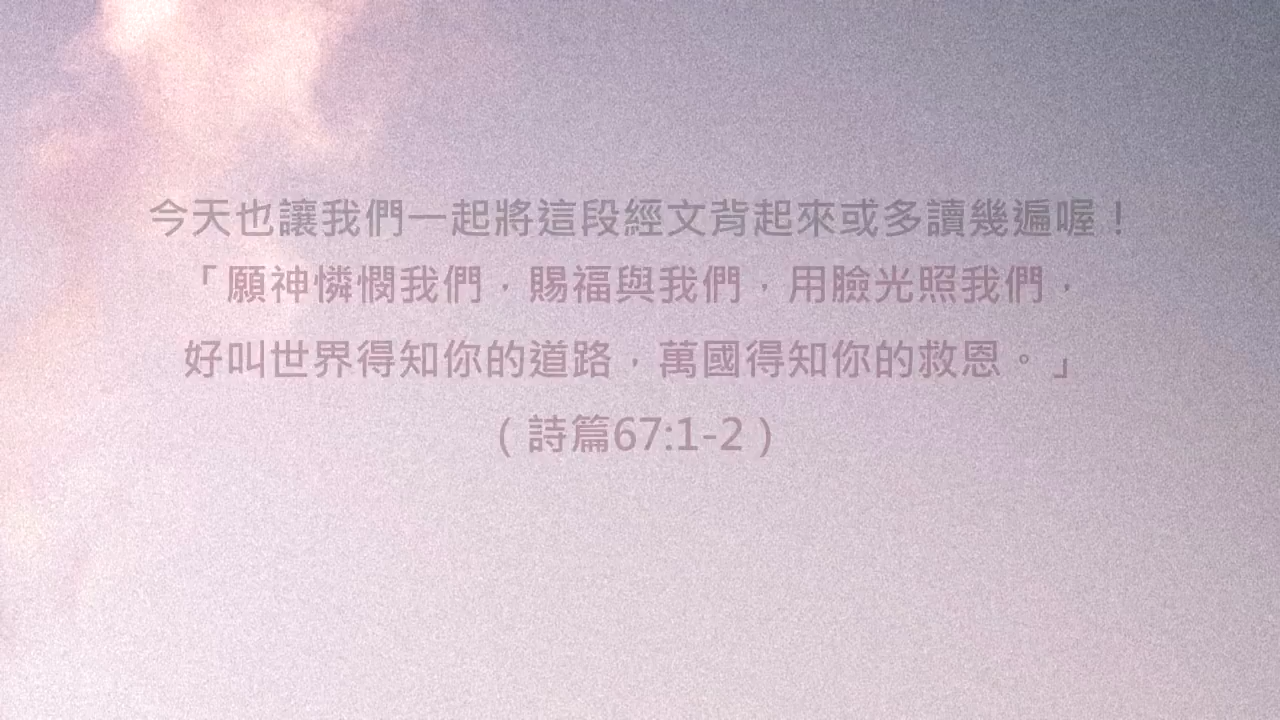 今天也讓我們一起將這段經文背起來或多讀幾遍喔！
「願神憐憫我們，賜福與我們，用臉光照我們，
好叫世界得知你的道路，萬國得知你的救恩。」
（詩篇67:1-2）